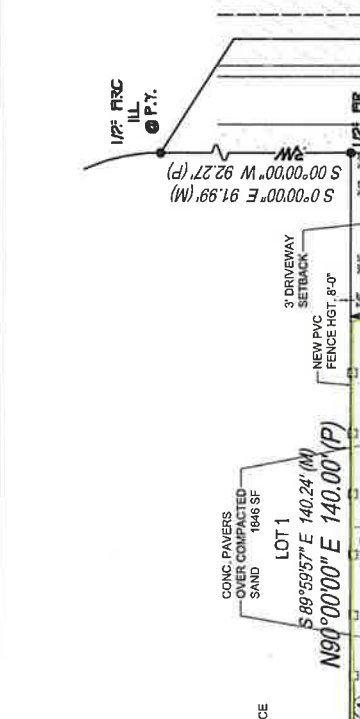 1/2" FIRC
ILL
@ P.T.
S 00°00'00" W 92.27' (P)
S 0°00'00" E 91.99' (M)
R/W
3' DRIVEWAY
SETBACK
NEW PVC
FENCE HGT. 8'-0"
CONC. PAVERS
OVER COMPACTED
SAND 1846 SF
LOT 1
S 89°59'57" E 140.24' (M)
N90°00'00" E 140.00' (P)
CE